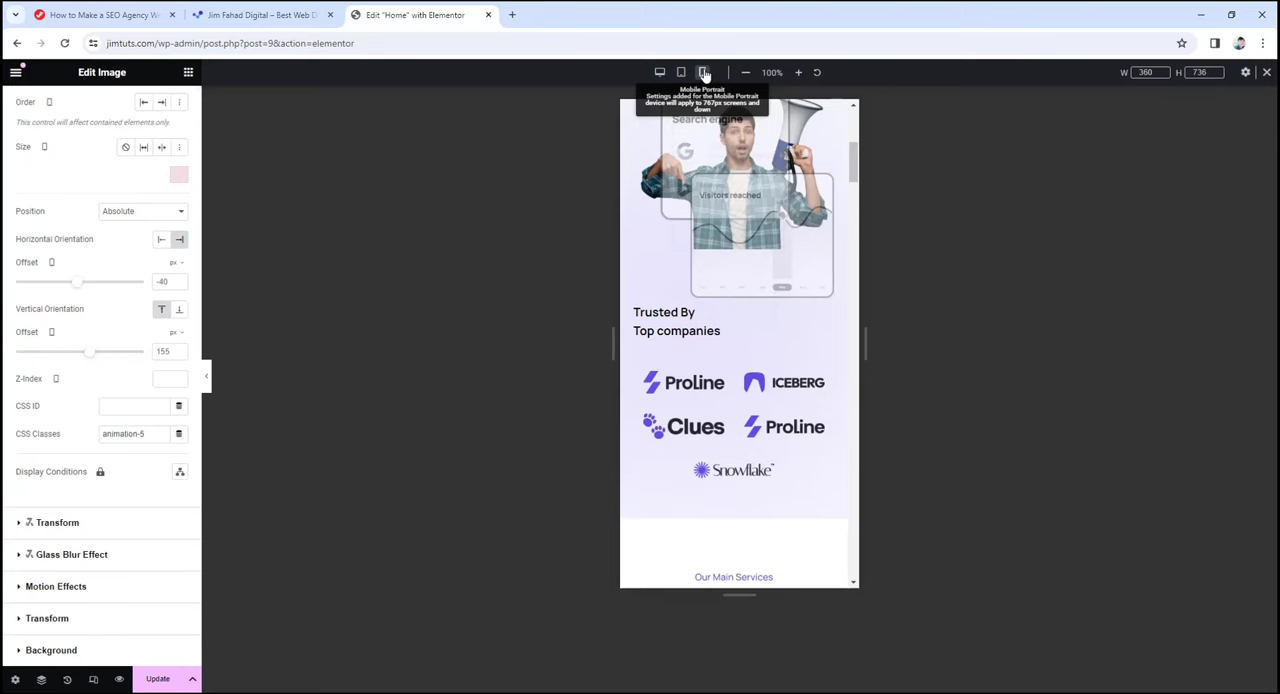 How to Make a SEO Agency We
Jim Fahad Digital – Best Web D
Edit "Home" with Elementor
jimtuts.com/wp-admin/post.php?post=9&action=elementor
Edit Image
100%
W 360 H 736
Mobile Portrait
Settings added for the Mobile Portrait
device will apply to 767px screens and
down
Order
This control will affect contained elements only.
Size
Position Absolute
Horizontal Orientation
Offset px
-40
Vertical Orientation
Offset px
155
Z-Index
CSS ID
CSS Classes animation-5
Display Conditions
Transform
Glass Blur Effect
Motion Effects
Transform
Background
Update
Search engine
G
Visitors reached
Trusted By
Top companies
Proline ICEBERG
Clues Proline
Snowflake
Our Main Services